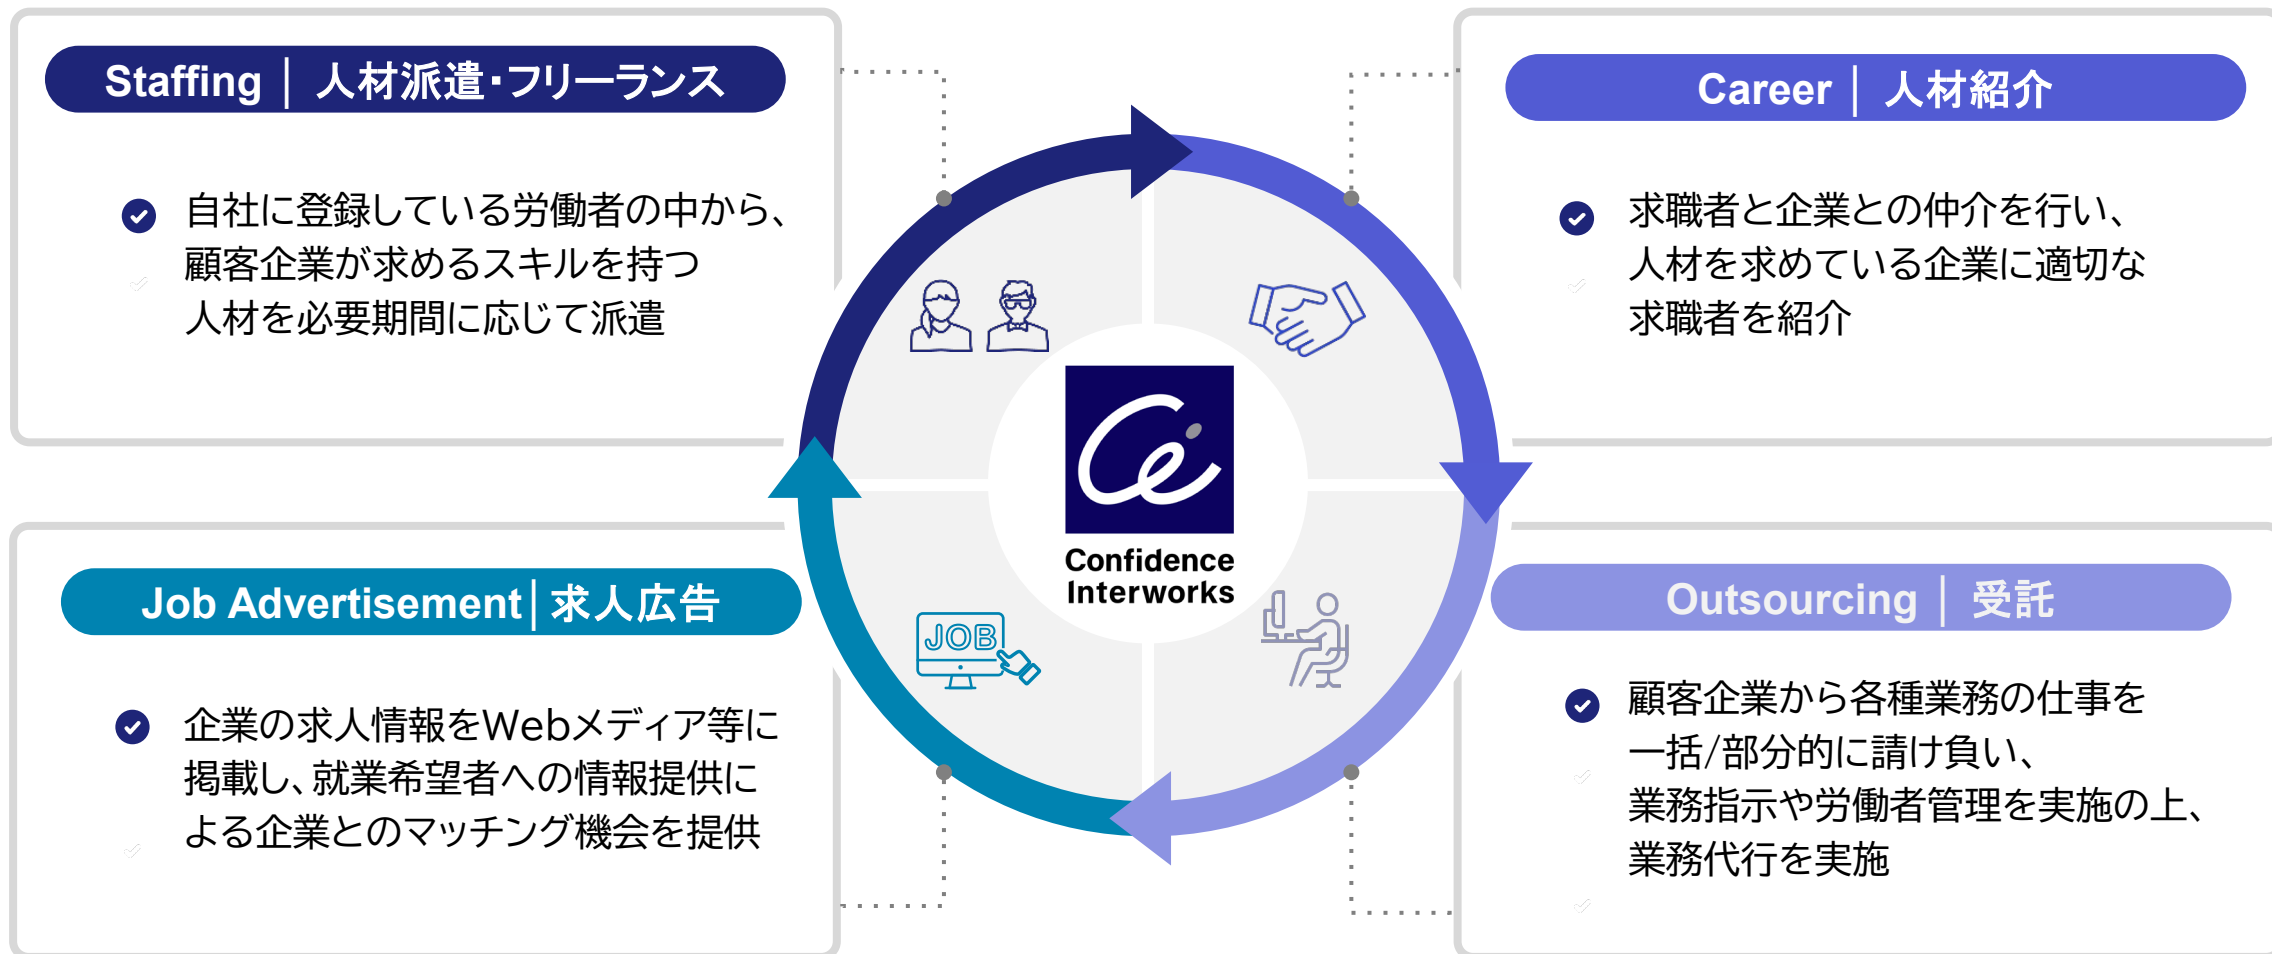 Staffing │ 人材派遣・フリーランス
自社に登録している労働者の中から、
顧客企業が求めるスキルを持つ
人材を必要期間に応じて派遣
Career │ 人材紹介
求職者と企業との仲介を行い、
人材を求めている企業に適切な
求職者を紹介
Confidence
Interworks
Job Advertisement│求人広告
企業の求人情報をWebメディア等に
掲載し、就業希望者への情報提供に
よる企業とのマッチング機会を提供
JOB
Outsourcing │ 受託
顧客企業から各種業務の仕事を
一括/部分的に請け負い、
業務指示や労働者管理を実施の上、
業務代行を実施